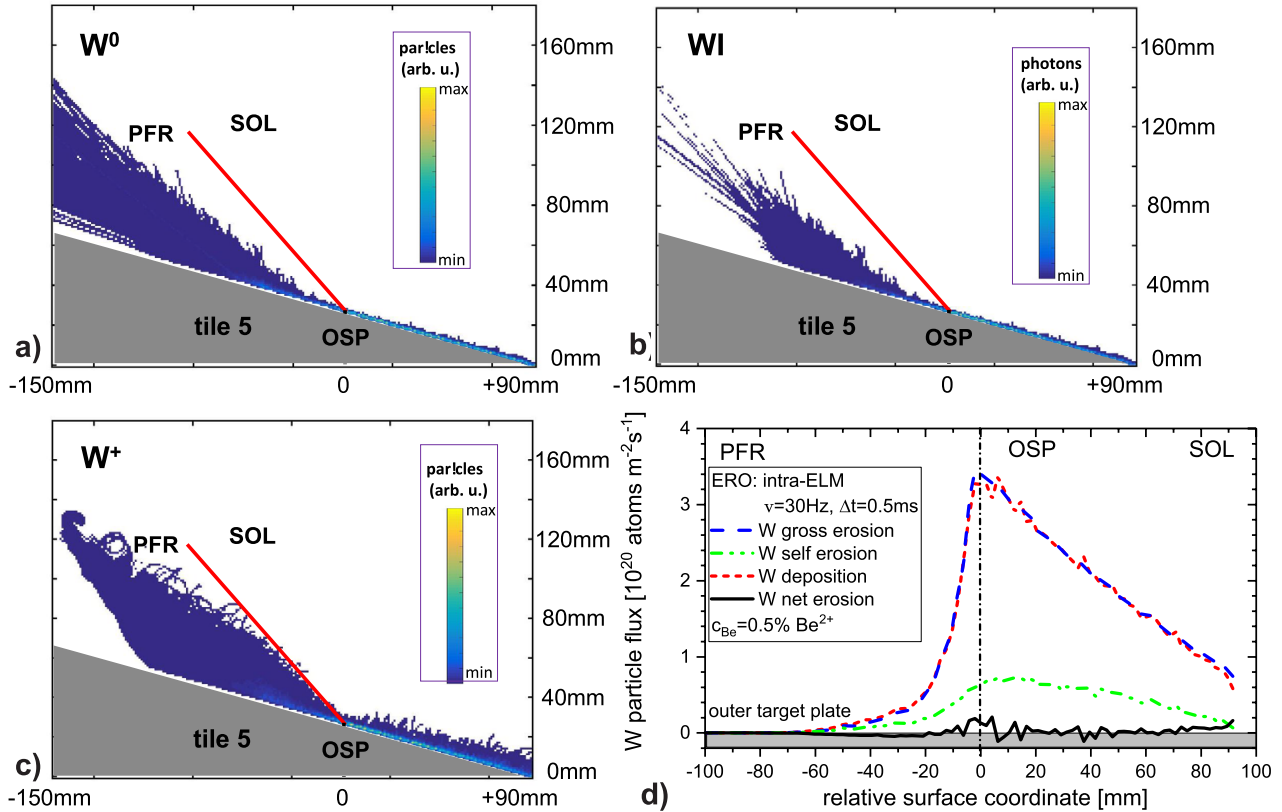 W⁰
par!cles
(arb. u.)
max
min
PFR
SOL
tile 5
OSP
160mm
120mm
80mm
40mm
0mm
-150mm
0
+90mm
a)
WI
photons
(arb. u.)
max
min
PFR
SOL
tile 5
OSP
160mm
120mm
80mm
40mm
0mm
-150mm
0
+90mm
b)
W⁺
par!cles
(arb. u.)
max
min
PFR
SOL
tile 5
OSP
160mm
120mm
80mm
40mm
0mm
-150mm
0
+90mm
c)
W particle flux [10²⁰ atoms m⁻²s⁻¹]
4
3
2
1
0
PFR
OSP
SOL
ERO: intra-ELM
ν=30Hz, Δt=0.5ms
W gross erosion
W self erosion
W deposition
W net erosion
c_Be=0.5% Be²⁺
outer target plate
-100 -80 -60 -40 -20 0 20 40 60 80 100
relative surface coordinate [mm]
d)